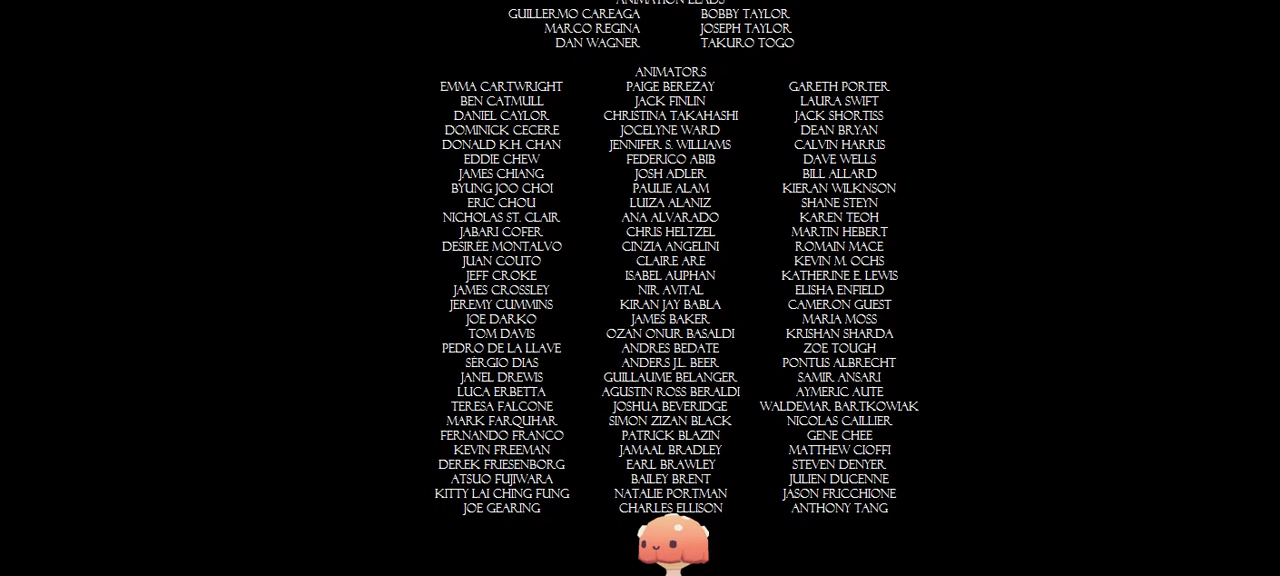 ANIMATION LEADS
GUILLERMO CAREAGA BOBBY TAYLOR
MARCO REGINA JOSEPH TAYLOR
DAN WAGNER TAKURO TOGO
ANIMATORS
EMMA CARTWRIGHT PAIGE BEREZAY GARETH PORTER
BEN CATMULL JACK FINLIN LAURA SWIFT
DANIEL CAYLOR CHRISTINA TAKAHASHI JACK SHORTISS
DOMINICK CECERE JOCELYNE WARD DEAN BRYAN
DONALD K.H. CHAN JENNIFER S. WILLIAMS CALVIN HARRIS
EDDIE CHEW FEDERICO ABIB DAVE WELLS
JAMES CHIANG JOSH ADLER BILL ALLARD
BYUNG JOO CHOI PAULIE ALAM KIERAN WILKNSON
ERIC CHOU LUIZA ALANIZ SHANE STEYN
NICHOLAS ST. CLAIR ANA ALVARADO KAREN TEOH
JABARI COFER CHRIS HELTZEL MARTIN HEBERT
DESIRÉE MONTALVO CINZIA ANGELINI ROMAIN MACE
JUAN COUTO CLAIRE ARE KEVIN M. OCHS
JEFF CROKE ISABEL AUPHAN KATHERINE E. LEWIS
JAMES CROSSLEY NIR AVITAL ELISHA ENFIELD
JEREMY CUMMINS KIRAN JAY BABLA CAMERON GUEST
JOE DARKO JAMES BAKER MARIA MOSS
TOM DAVIS OZAN ONUR BASALDI KRISHAN SHARDA
PEDRO DE LA LLAVE ANDRES BEDATE ZOE TOUGH
SÉRGIO DIAS ANDERS J.L. BEER PONTUS ALBRECHT
JANEL DREWIS GUILLAUME BELANGER SAMIR ANSARI
LUCA ERBETTA AGUSTIN ROSS BERALDI AYMERIC AUTE
TERESA FALCONE JOSHUA BEVERIDGE WALDEMAR BARTKOWIAK
MARK FARQUHAR SIMON ZIZAN BLACK NICOLAS CAILLIER
FERNANDO FRANCO PATRICK BLAZIN GENE CHEE
KEVIN FREEMAN JAMAAL BRADLEY MATTHEW CIOFFI
DEREK FRIESENBORG EARL BRAWLEY STEVEN DENYER
ATSUO FUJIWARA BAILEY BRENT JULIEN DUCENNE
KITTY LAI CHING FUNG NATALIE PORTMAN JASON FRICCHIONE
JOE GEARING CHARLES ELLISON ANTHONY TANG